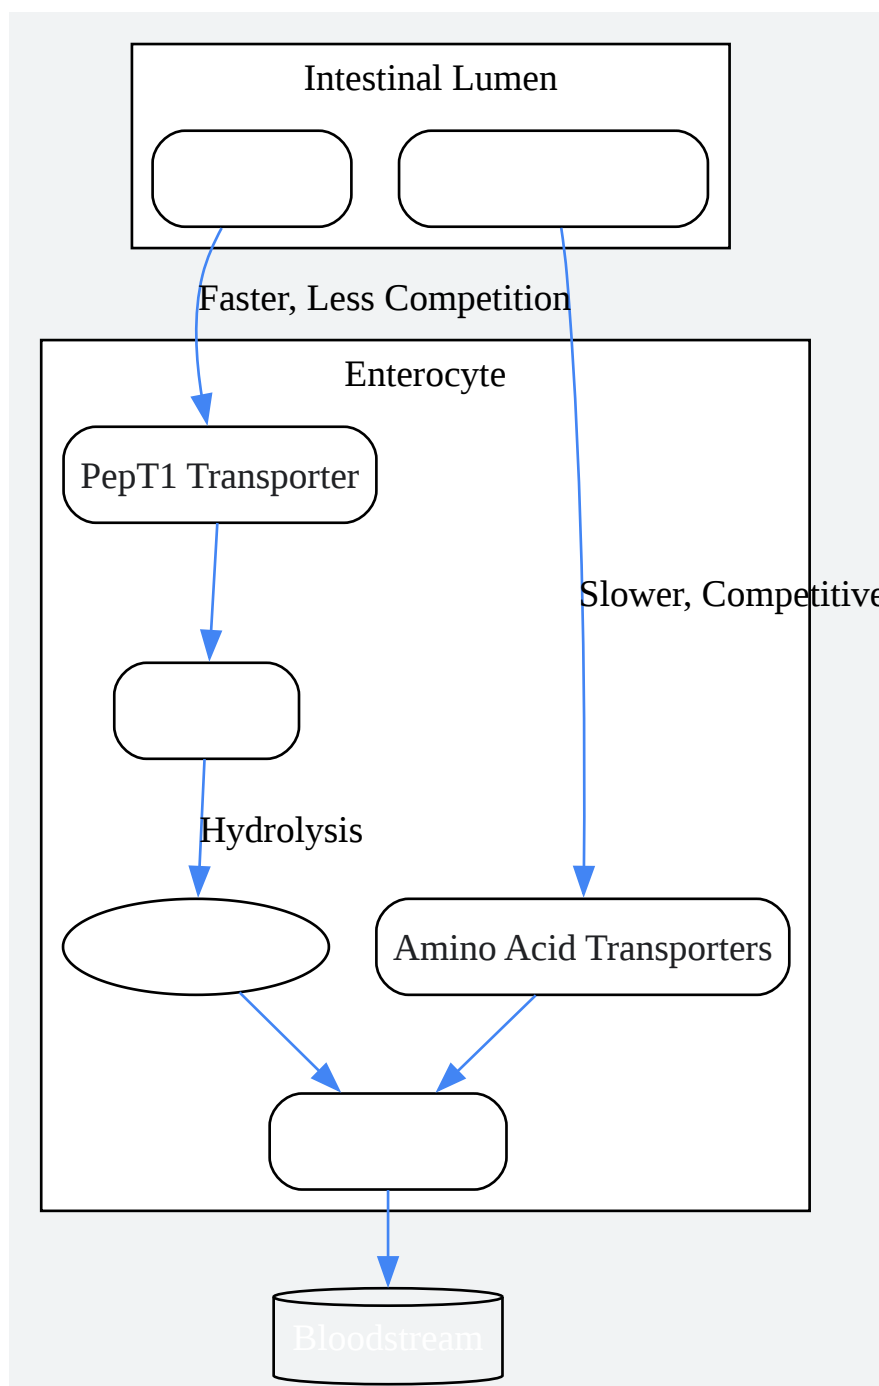 Intestinal Lumen
Faster, Less Competition
Enterocyte
PepT1 Transporter
Slower, Competitive
Hydrolysis
Amino Acid Transporters
Bloodstream